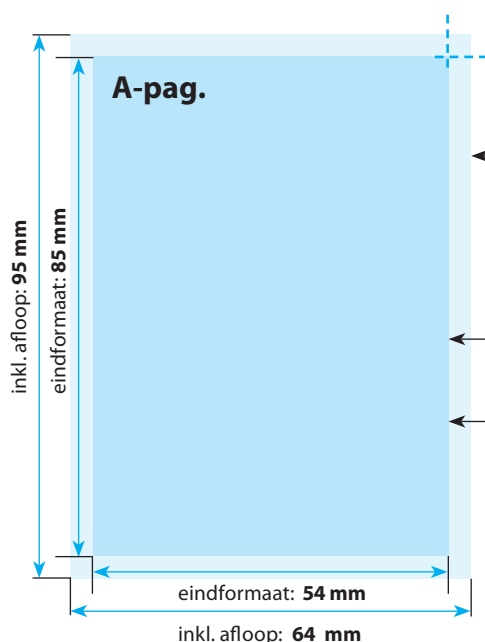 A-pag.
inkl. afloop: 95 mm
eindformaat: 85 mm
eindformaat: 54 mm
inkl. afloop: 64 mm